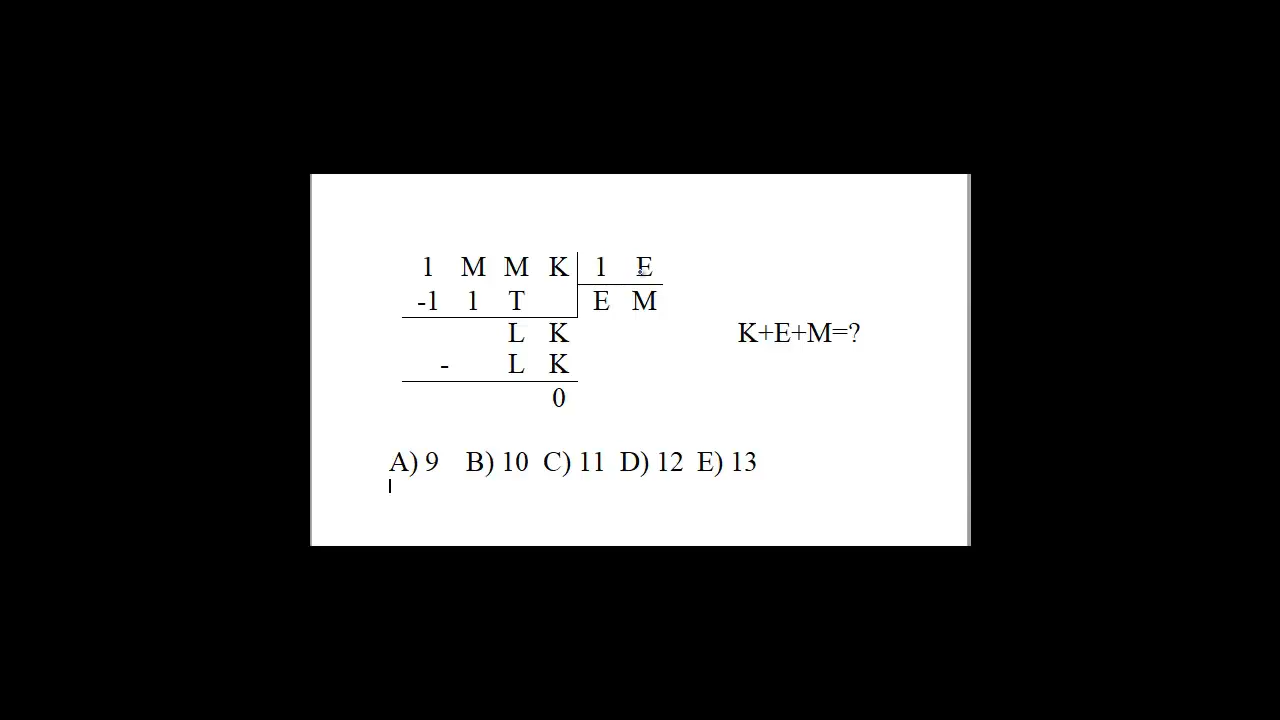 1 M M K 1 E
-1 1 T E M
L K K+E+M=?
- L K
0
A) 9 B) 10 C) 11 D) 12 E) 13